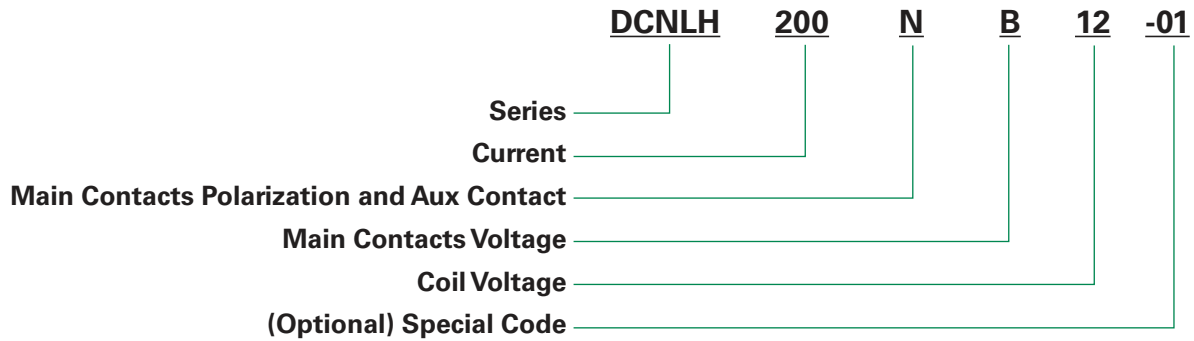 DCNLH 200 N B 12 -01
Series
Current
Main Contacts Polarization and Aux Contact
Main Contacts Voltage
Coil Voltage
(Optional) Special Code